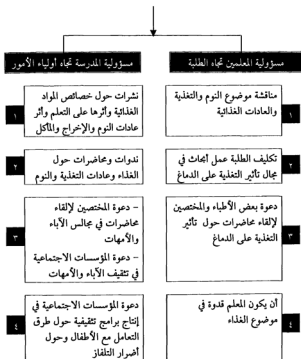 مسؤولية المعلمين تجاه الطلبة
١
مناقشة موضوع النوم والتغذية
والعادات الغذائية
٢
تكليف الطلبة عمل أبحاث في
مجال تأثير التغذية على الدماغ
٣
دعوة بعض الأطباء والمختصين
لإلقاء محاضرات حول تأثير
التغذية على الدماغ
٤
أن يكون المعلم قدوة في
موضوع الغذاء
مسؤولية المدرسة تجاه أولياء الأمور
١
نشرات حول خصائص المواد
الغذائية وأثرها على التعلم وأثر
عادات النوم والإخراج والمأكل
٢
ندوات ومحاضرات حول
الغذاء وعادات التغذية والنوم
٣
- دعوة المختصين لإلقاء
محاضرات في مجالس الآباء
والأمهات
- دعوة المؤسسات الاجتماعية
في تثقيف الآباء والأمهات
٤
دعوة المؤسسات الاجتماعية في
إنتاج برامج تثقيفية حول طرق
التعامل مع الأطفال وحول
أضرار التلفاز